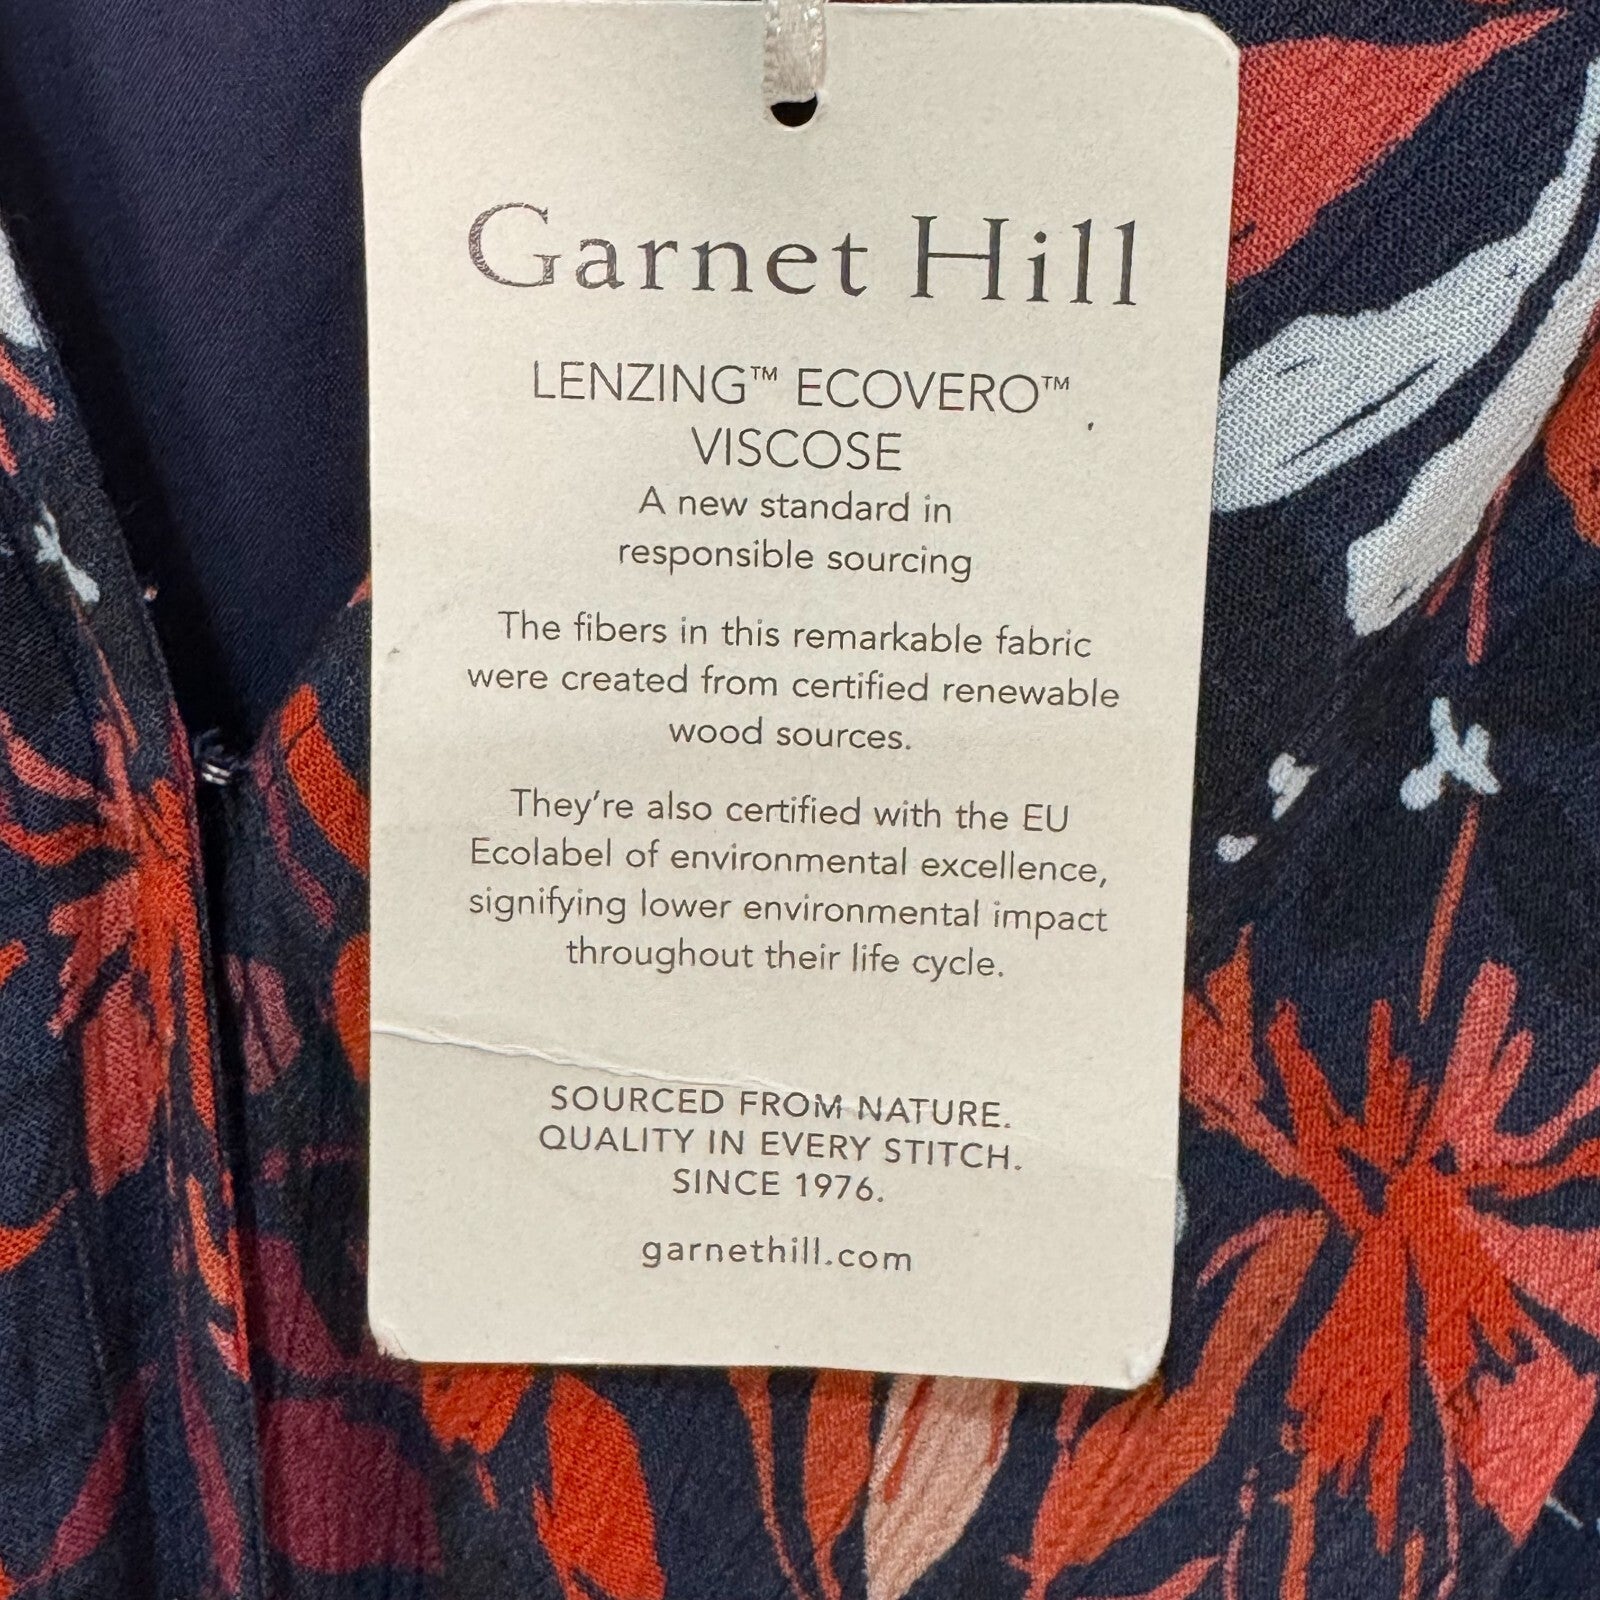 Garnet Hill
LENZING™ ECOVERO™
VISCOSE
A new standard in
responsible sourcing
The fibers in this remarkable fabric
were created from certified renewable
wood sources.
They're also certified with the EU
Ecolabel of environmental excellence,
signifying lower environmental impact
throughout their life cycle.
SOURCED FROM NATURE.
QUALITY IN EVERY STITCH.
SINCE 1976.
garnethill.com